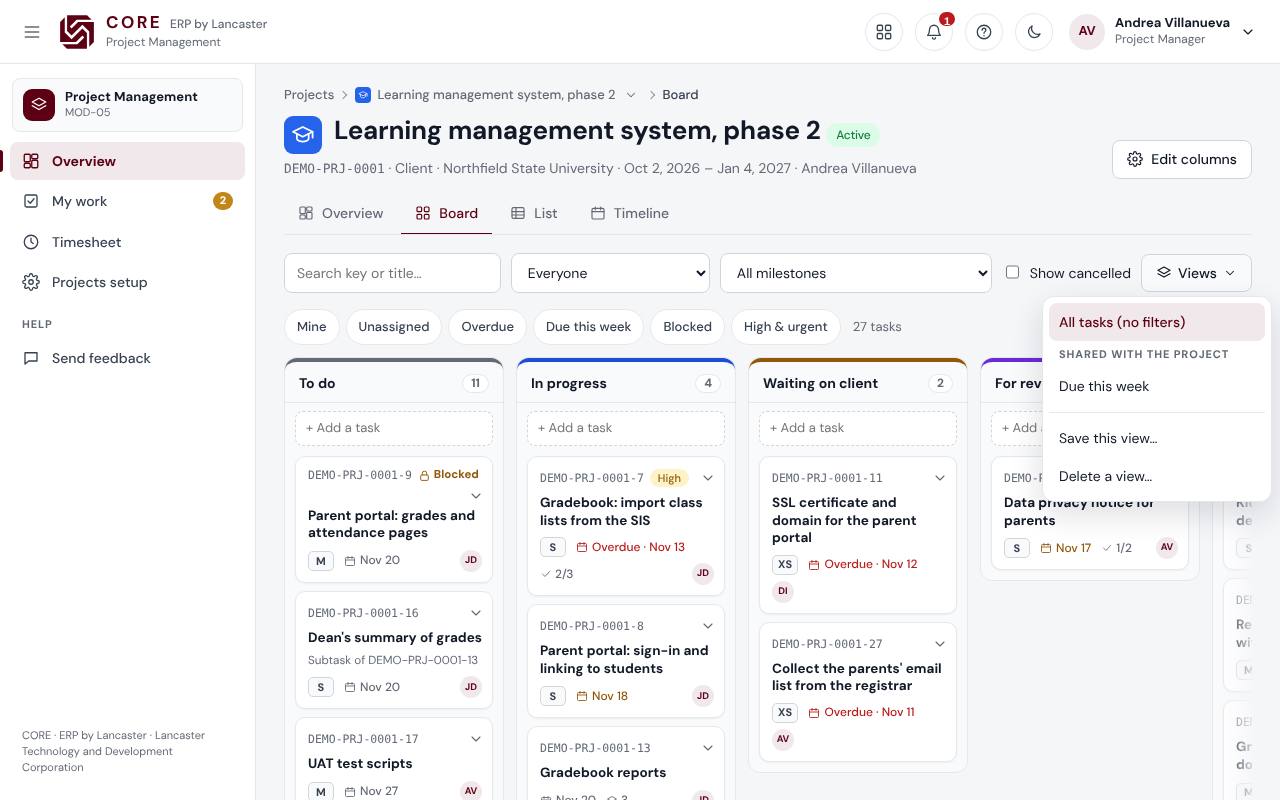 CORE ERP by Lancaster
Project Management
1
AV
Andrea Villanueva
Project Manager
Project Management
MOD-05
Overview
My work
2
Timesheet
Projects setup
HELP
Send feedback
CORE · ERP by Lancaster · Lancaster
Technology and Development
Corporation
Projects
Learning management system, phase 2
Board
Learning management system, phase 2
Active
DEMO-PRJ-0001 · Client · Northfield State University · Oct 2, 2026 – Jan 4, 2027 · Andrea Villanueva
Edit columns
Overview
Board
List
Timeline
Search key or title…
Everyone
All milestones
Show cancelled
Views
Mine
Unassigned
Overdue
Due this week
Blocked
High & urgent
27 tasks
All tasks (no filters)
SHARED WITH THE PROJECT
Due this week
Save this view…
Delete a view…
To do
11
+ Add a task
DEMO-PRJ-0001-9
Blocked
Parent portal: grades and
attendance pages
M
Nov 20
JD
DEMO-PRJ-0001-16
Dean's summary of grades
Subtask of DEMO-PRJ-0001-13
S
Nov 20
JD
DEMO-PRJ-0001-17
UAT test scripts
M
Nov 27
AV
In progress
4
+ Add a task
DEMO-PRJ-0001-7
High
Gradebook: import class
lists from the SIS
S
Overdue · Nov 13
2/3
JD
DEMO-PRJ-0001-8
Parent portal: sign-in and
linking to students
S
Nov 18
JD
DEMO-PRJ-0001-13
Gradebook reports
Nov 20
3
JD
Waiting on client
2
+ Add a task
DEMO-PRJ-0001-11
SSL certificate and
domain for the parent
portal
XS
Overdue · Nov 12
DI
DEMO-PRJ-0001-27
Collect the parents' email
list from the registrar
XS
Overdue · Nov 11
AV
For
+ Add a
Data privacy notice for
parents
S
Nov 17
1/2
AV